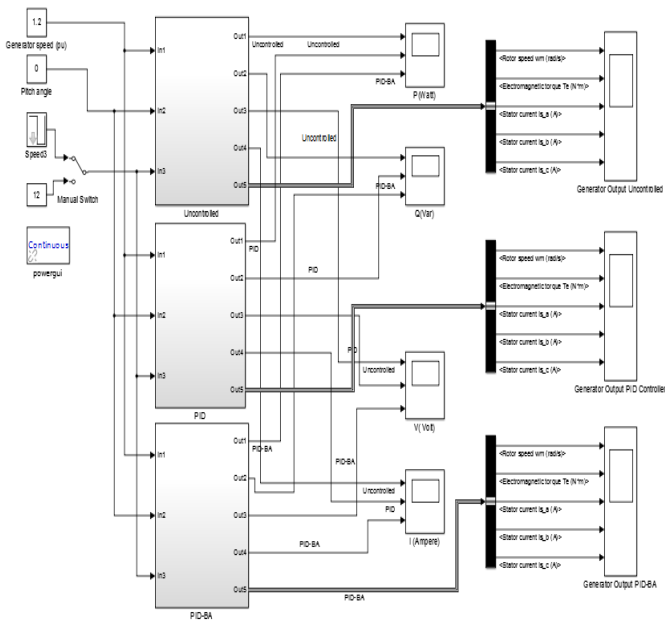 1.2
Generator speed (pu)
0
Pitch angle
Speed3
12
Manual Switch
Continuous
powergui
In1
In2
In3
Out1
Out2
Out3
Out4
Out5
Uncontrolled
In1
In2
In3
Out1
Out2
Out3
Out4
Out5
PID
In1
In2
In3
Out1
Out2
Out3
Out4
Out5
PID-BA
Uncontrolled
Uncontrolled
PID-BA
P(Watt)
Uncontrolled
PID-BA
Q(Var)
PID
PID
PID
Uncontrolled
V( Volt)
PID-BA
PID-BA
Uncontrolled
PID
PID-BA
I (Ampere)
PID-BA
<Rotor speed wm (rad/s)>
<Electromagnetic torque Te (N*m)>
<Stator current is_a (A)>
<Stator current is_b (A)>
<Stator current is_c (A)>
Generator Output Uncontrolled
<Rotor speed wm (rad/s)>
<Electromagnetic torque Te (N*m)>
<Stator current is_a (A)>
<Stator current is_b (A)>
<Stator current is_c (A)>
Generator Output PID Controller
<Rotor speed wm (rad/s)>
<Electromagnetic torque Te (N*m)>
<Stator current is_a (A)>
<Stator current is_b (A)>
<Stator current is_c (A)>
Generator Output PID-BA